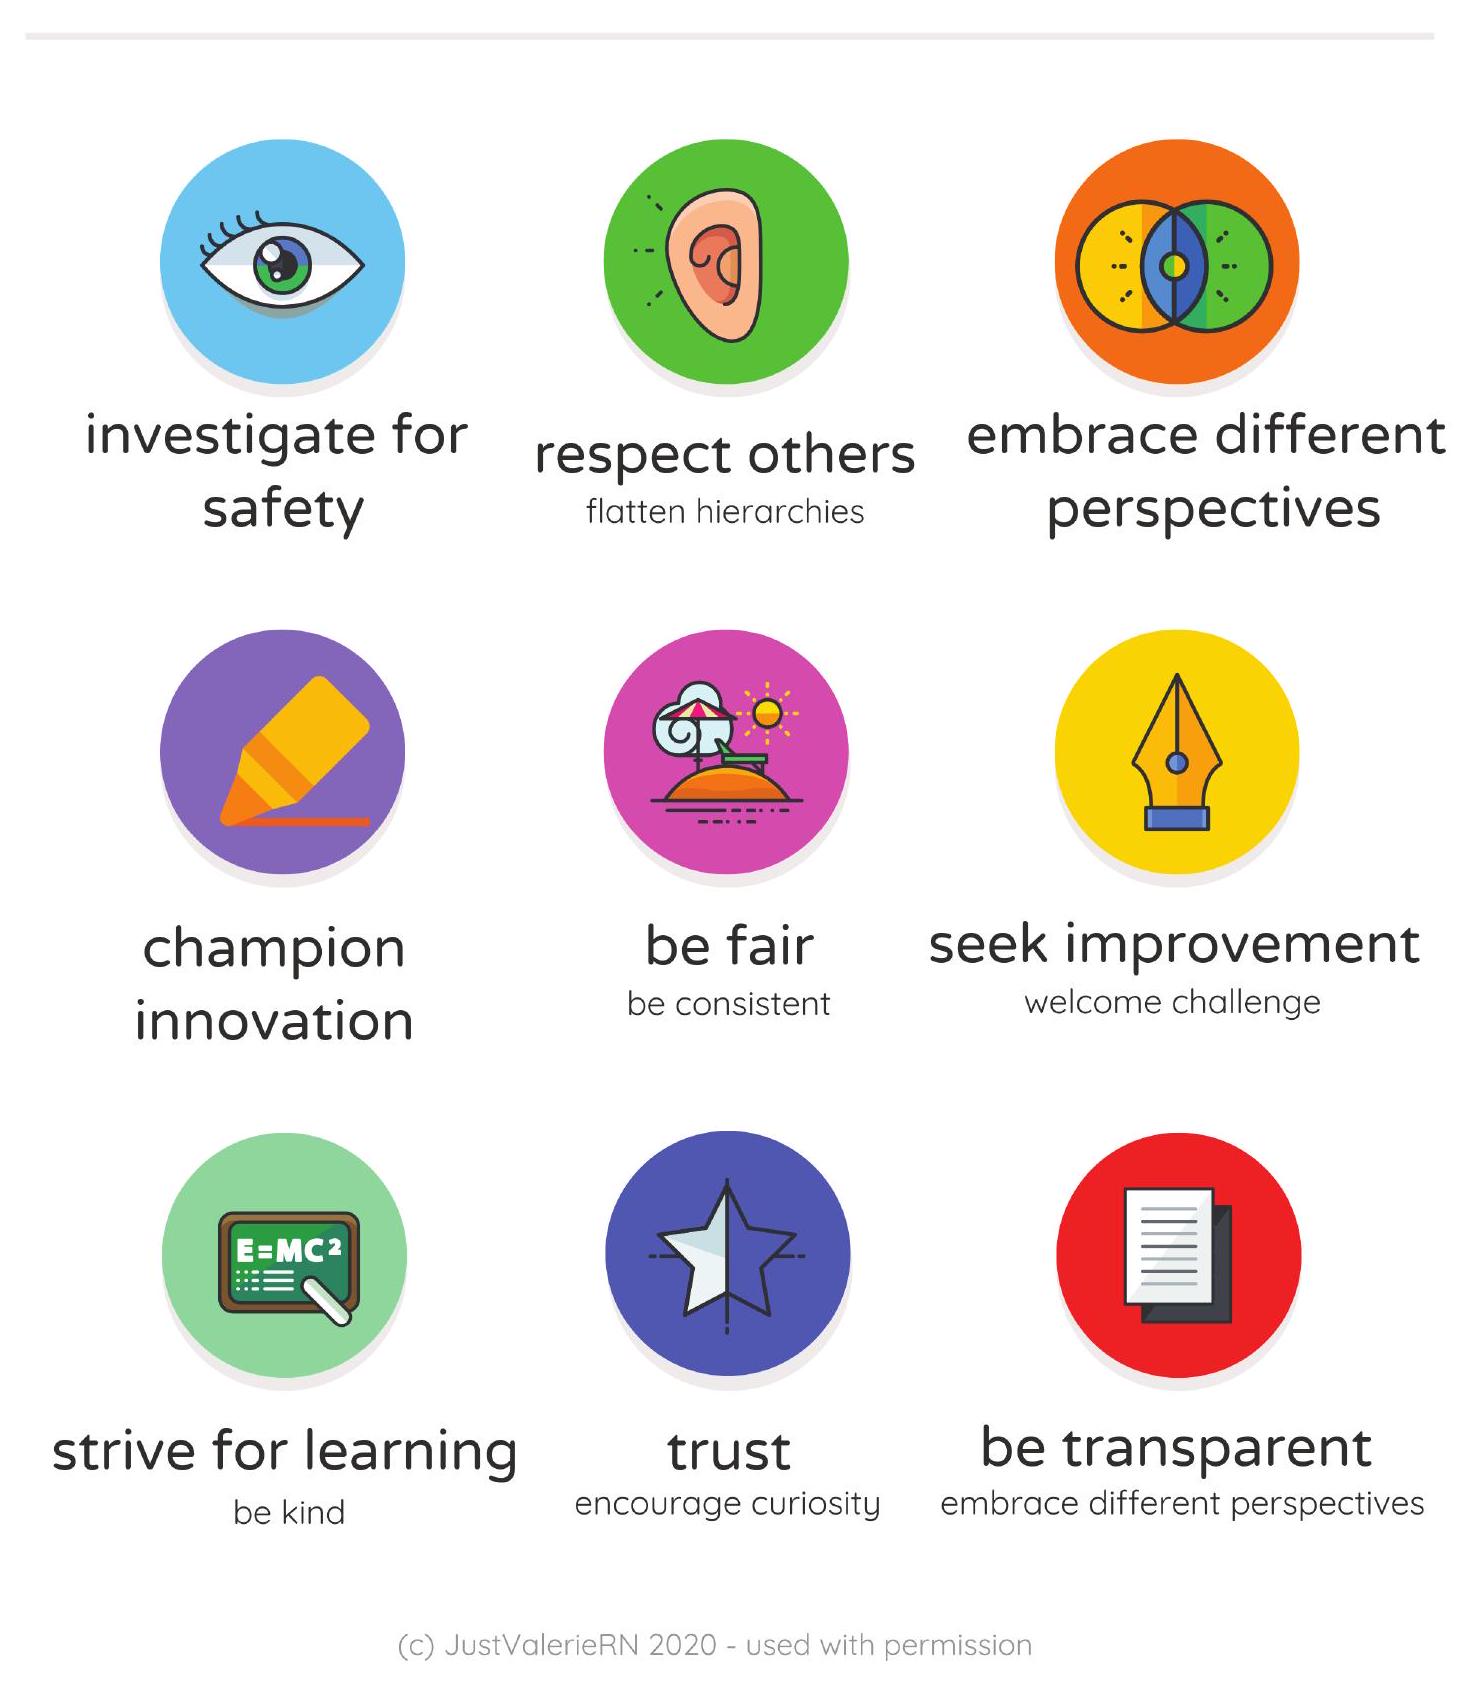 investigate for
safety
respect others
flatten hierarchies
embrace different
perspectives
champion
innovation
be fair
be consistent
seek improvement
welcome challenge
E=MC²
strive for learning
be kind
trust
encourage curiosity
be transparent
embrace different perspectives
(c) JustValerieRN 2020 - used with permission